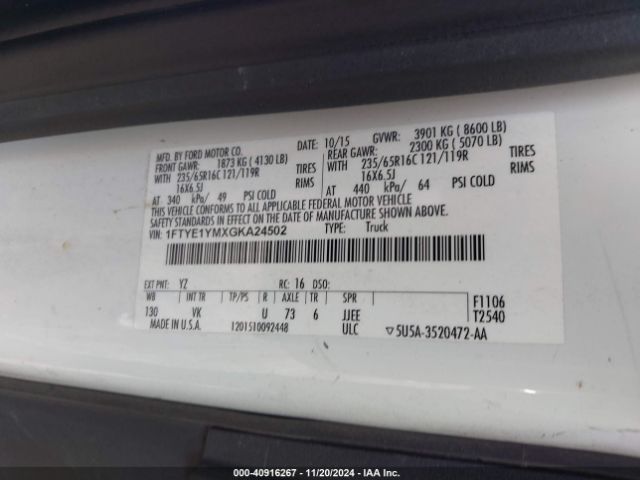 MFD. BY FORD MOTOR CO. 10/15 GVWR: 3901 KG ( 8600 LB)
FRONT GAWR: 1873 KG ( 4130 LB) REAR GAWR: 2300 KG ( 5070 LB)
WITH 235/65R16C 121/119R TIRES WITH 235/65R16C 121/119R TIRES
16X6.5J RIMS 16X6.5J RIMS
AT 340 kPa/ 49 PSI COLD AT 440 kPa/ 64 PSI COLD
THIS VEHICLE CONFORMS TO ALL APPLICABLE FEDERAL MOTOR VEHICLE
SAFETY STANDARDS IN EFFECT ON THE DATE OF MANUFACTURE SHOWN ABOVE.
VIN: 1FTYE1YMXGKA24502 TYPE: Truck
EXT PNT: YZ RC: 16 DSO:
WB INT TR TP/PS R AXLE TR SPR F1106
130 VK U 73 6 JJEE T2540
MADE IN U.S.A. 1201510092448 ULC ▽5U5A-3520472-AA
000-40916267 - 11/20/2024 - IAA Inc.